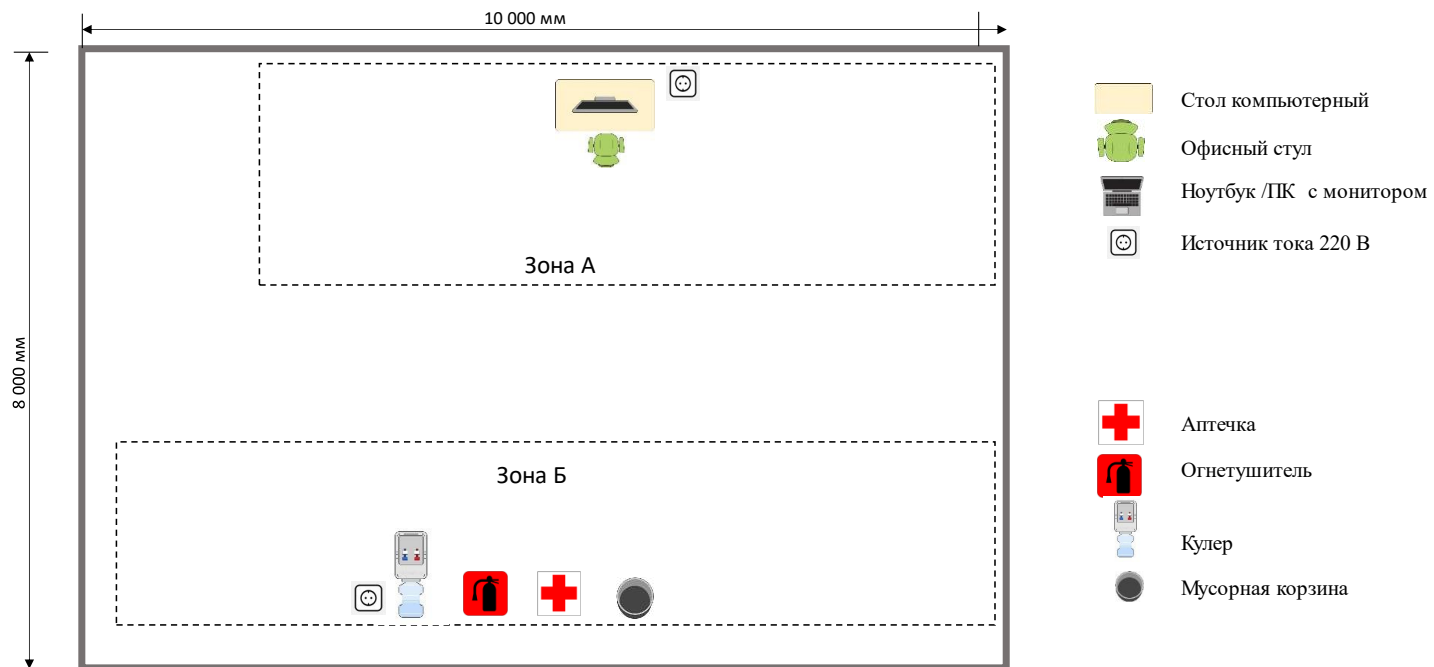 10 000 мм
8 000 мм
Зона А
Зона Б
Стол компьютерный
Офисный стул
Ноутбук /ПК с монитором
Источник тока 220 В
Аптечка
Огнетушитель
Кулер
Мусорная корзина